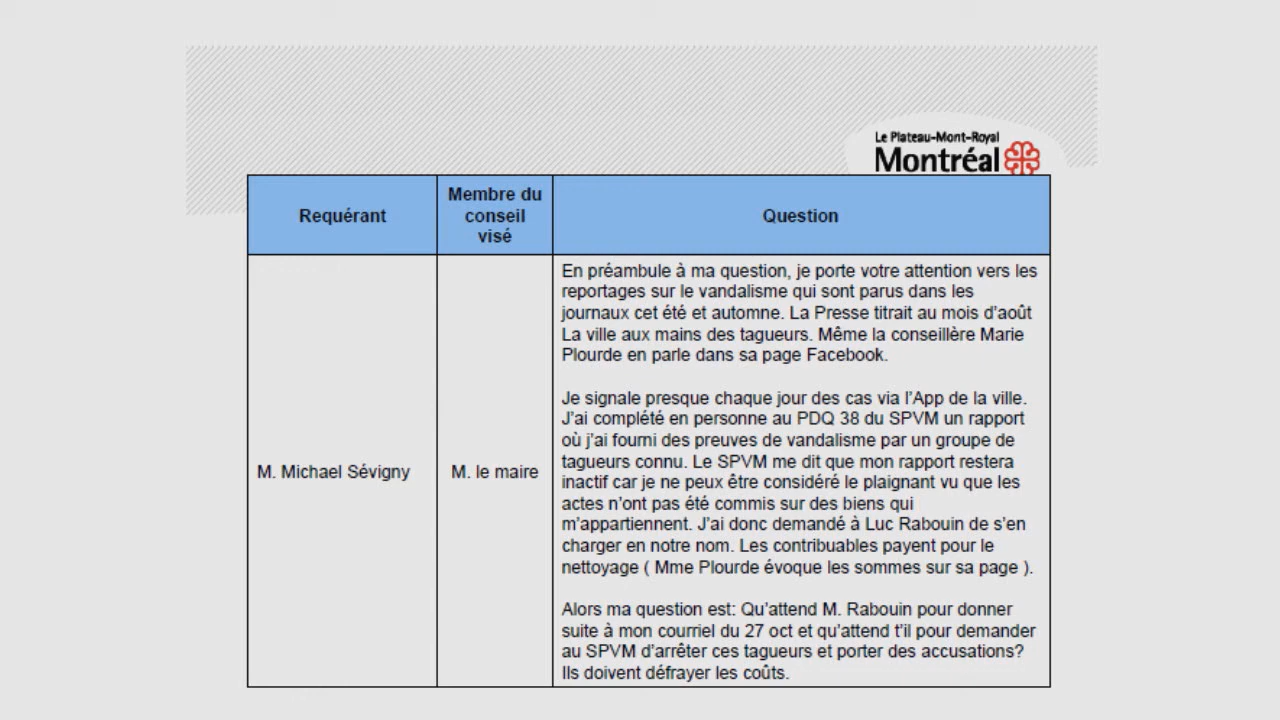 Le Plateau-Mont-Royal
Montréal
Requérant
Membre du
conseil
visé
Question
M. Michael Sévigny
M. le maire
En préambule à ma question, je porte votre attention vers les
reportages sur le vandalisme qui sont parus dans les
journaux cet été et automne. La Presse titrait au mois d'août
La ville aux mains des tagueurs. Même la conseillère Marie
Plourde en parle dans sa page Facebook.
Je signale presque chaque jour des cas via l'App de la ville.
J'ai complété en personne au PDQ 38 du SPVM un rapport
où j'ai fourni des preuves de vandalisme par un groupe de
tagueurs connu. Le SPVM me dit que mon rapport restera
inactif car je ne peux être considéré le plaignant vu que les
actes n'ont pas été commis sur des biens qui
m'appartiennent. J'ai donc demandé à Luc Rabouin de s'en
charger en notre nom. Les contribuables payent pour le
nettoyage ( Mme Plourde évoque les sommes sur sa page ).
Alors ma question est: Qu'attend M. Rabouin pour donner
suite à mon courriel du 27 oct et qu'attend t'il pour demander
au SPVM d'arrêter ces tagueurs et porter des accusations?
Ils doivent défrayer les coûts.